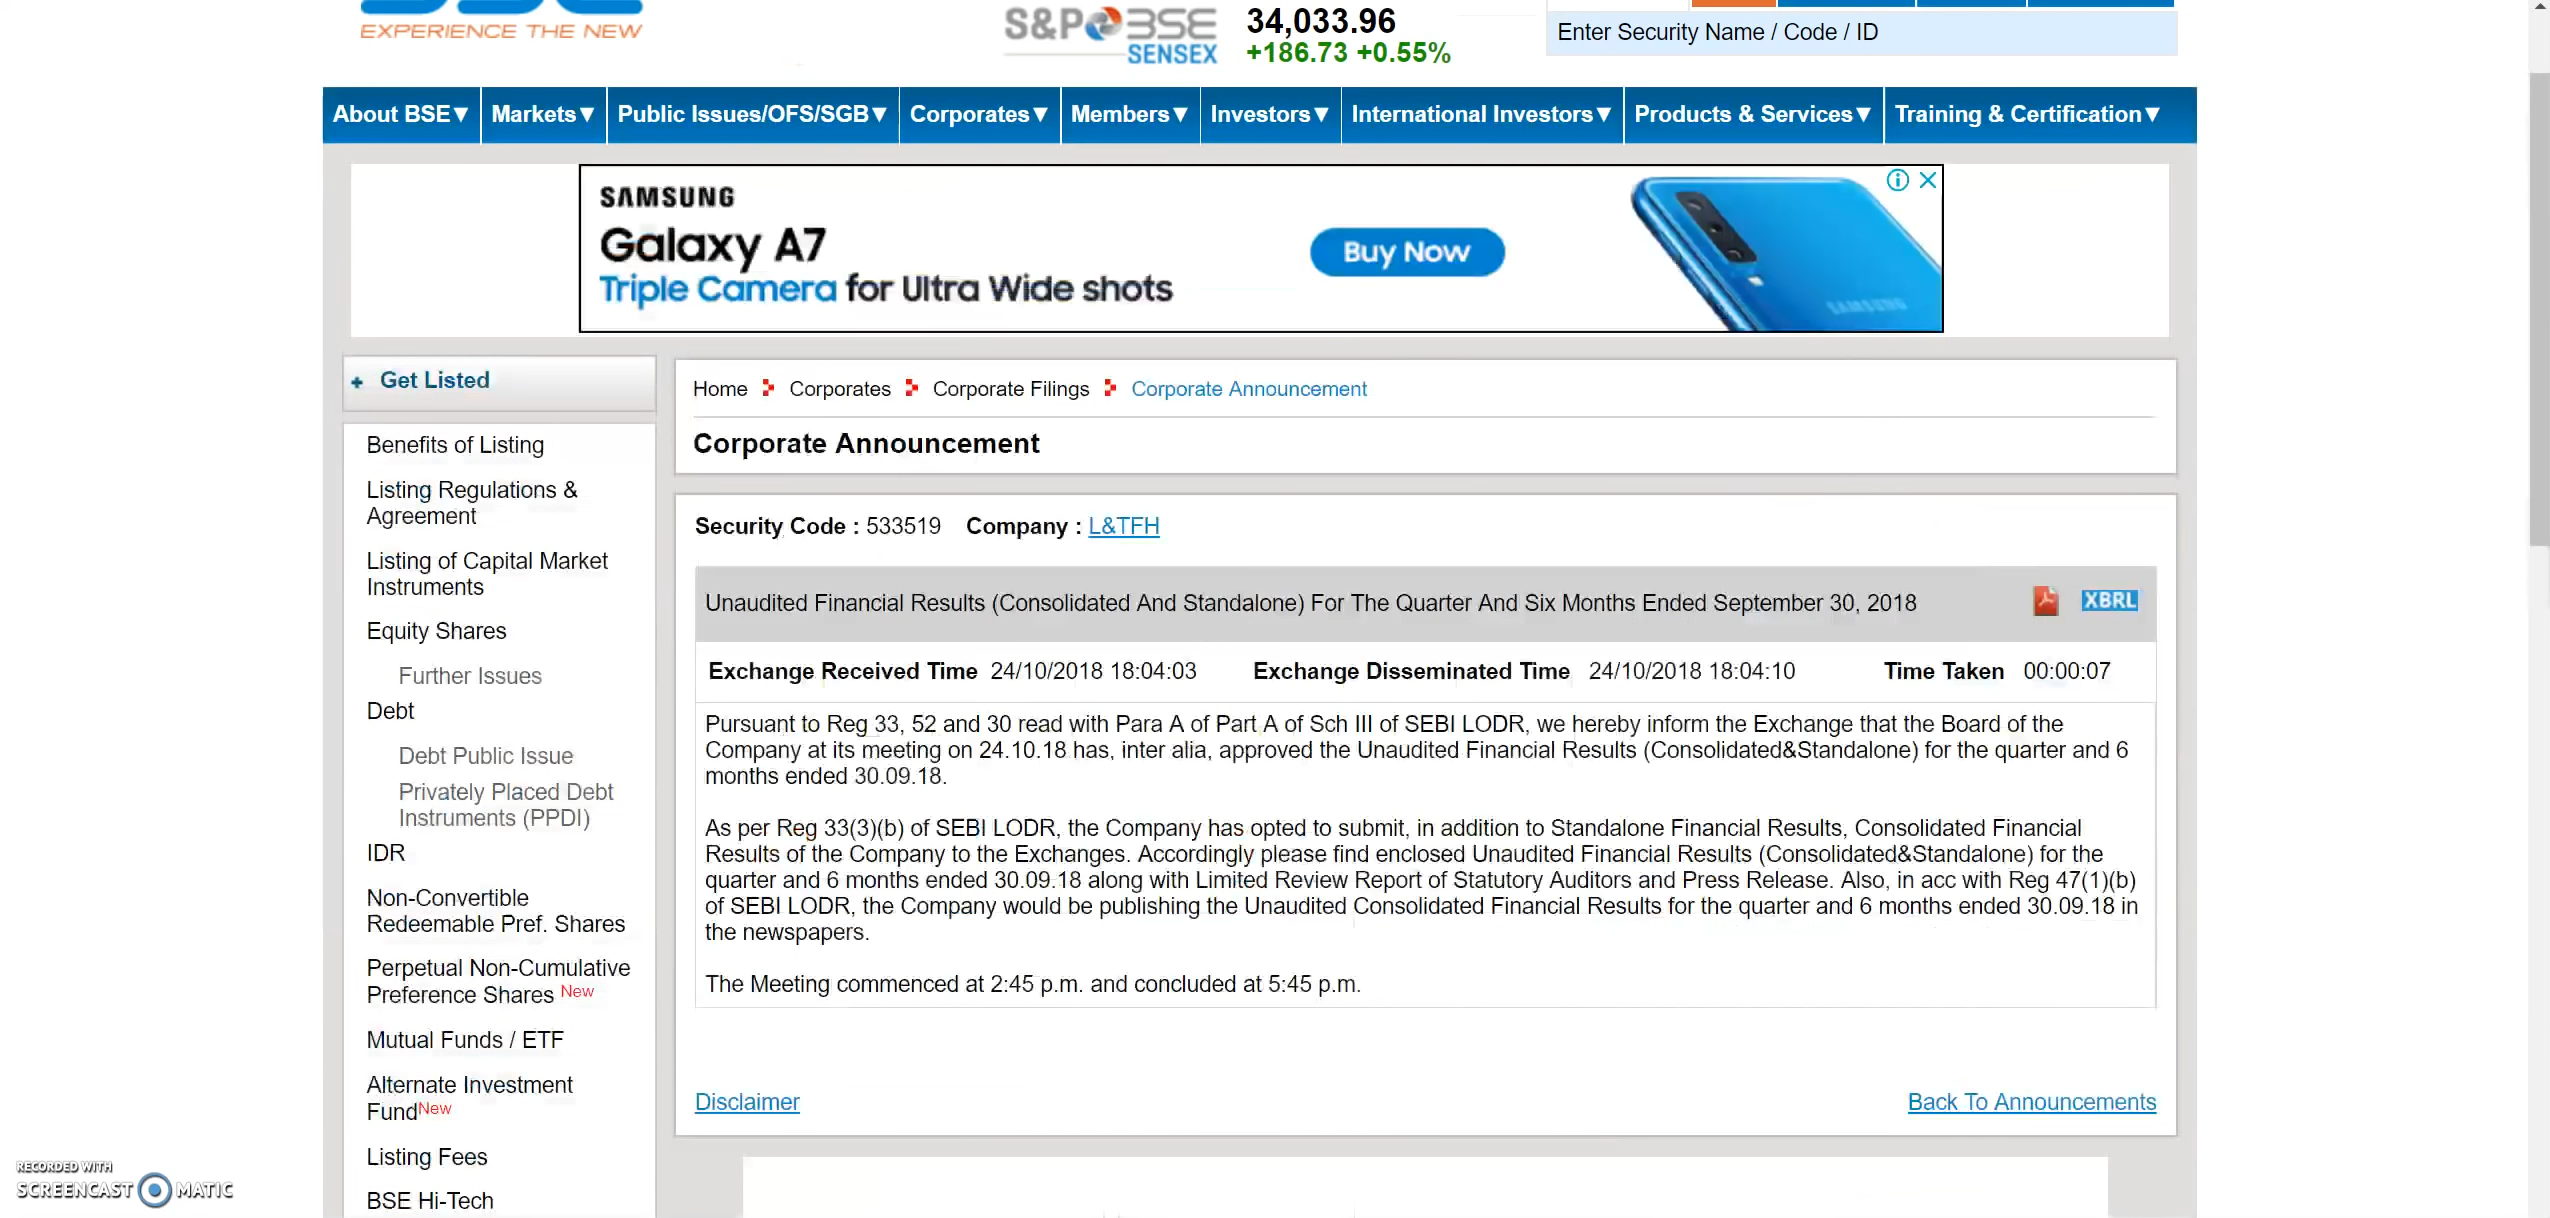 EXPERIENCE THE NEW
S&P BSE
SENSEX
34,033.96
+186.73 +0.55%
Enter Security Name / Code / ID
About BSE▼ Markets▼ Public Issues/OFS/SGB▼ Corporates▼ Members▼ Investors▼ International Investors▼ Products & Services▼ Training & Certification▼
SAMSUNG
Galaxy A7
Triple Camera for Ultra Wide shots
Buy Now
SAMSUNG
+ Get Listed
Benefits of Listing
Listing Regulations &
Agreement
Listing of Capital Market
Instruments
Equity Shares
Further Issues
Debt
Debt Public Issue
Privately Placed Debt
Instruments (PPDI)
IDR
Non-Convertible
Redeemable Pref. Shares
Perpetual Non-Cumulative
Preference Shares New
Mutual Funds / ETF
Alternate Investment
Fund New
Listing Fees
BSE Hi-Tech
Home Corporates Corporate Filings Corporate Announcement
Corporate Announcement
Security Code : 533519 Company : L&TFH
Unaudited Financial Results (Consolidated And Standalone) For The Quarter And Six Months Ended September 30, 2018 XBRL
Exchange Received Time 24/10/2018 18:04:03 Exchange Disseminated Time 24/10/2018 18:04:10 Time Taken 00:00:07
Pursuant to Reg 33, 52 and 30 read with Para A of Part A of Sch III of SEBI LODR, we hereby inform the Exchange that the Board of the
Company at its meeting on 24.10.18 has, inter alia, approved the Unaudited Financial Results (Consolidated&Standalone) for the quarter and 6
months ended 30.09.18.
As per Reg 33(3)(b) of SEBI LODR, the Company has opted to submit, in addition to Standalone Financial Results, Consolidated Financial
Results of the Company to the Exchanges. Accordingly please find enclosed Unaudited Financial Results (Consolidated&Standalone) for the
quarter and 6 months ended 30.09.18 along with Limited Review Report of Statutory Auditors and Press Release. Also, in acc with Reg 47(1)(b)
of SEBI LODR, the Company would be publishing the Unaudited Consolidated Financial Results for the quarter and 6 months ended 30.09.18 in
the newspapers.
The Meeting commenced at 2:45 p.m. and concluded at 5:45 p.m.
Disclaimer Back To Announcements
RECORDED WITH
SCREENCAST MATIC